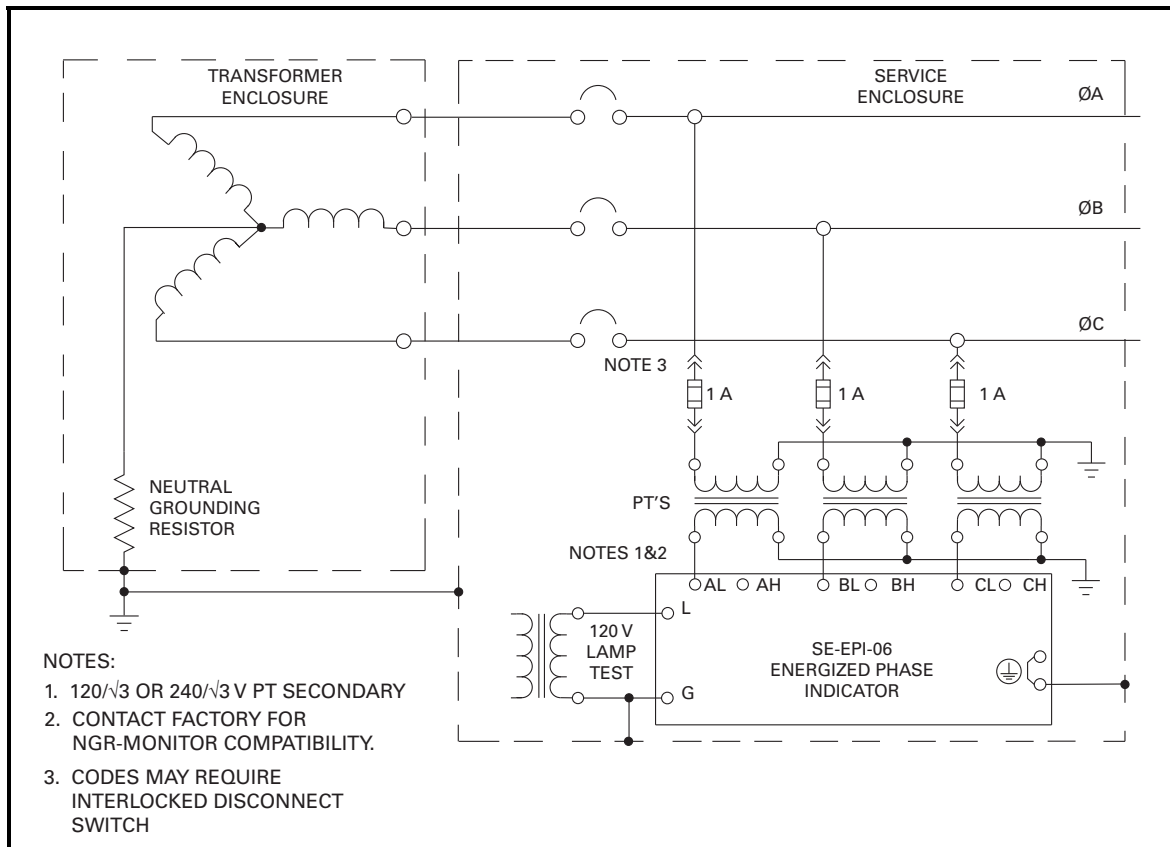 TRANSFORMER
ENCLOSURE
SERVICE
ENCLOSURE
ØA
ØB
ØC
NOTE 3
1 A
1 A
1 A
NEUTRAL
GROUNDING
RESISTOR
PT'S
NOTES 1&2
AL
AH
BL
BH
CL
CH
L
120 V
LAMP
TEST
G
SE-EPI-06
ENERGIZED PHASE
INDICATOR
NOTES:
1. 120/√3 OR 240/√3 V PT SECONDARY
2. CONTACT FACTORY FOR
NGR-MONITOR COMPATIBILITY.
3. CODES MAY REQUIRE
INTERLOCKED DISCONNECT
SWITCH